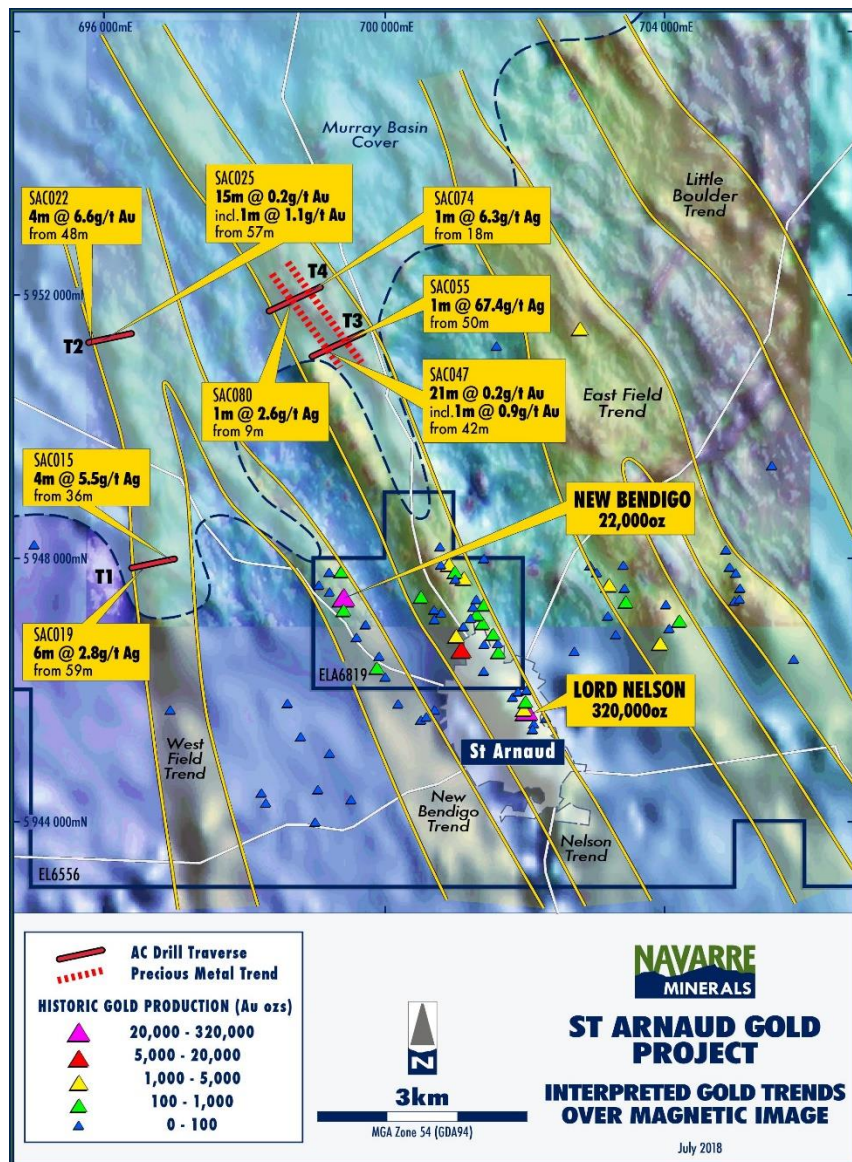 696 000mE
700 000mE
704 000mE
Murray Basin
Cover
Little
Boulder
Trend
SAC022
4m @ 6.6g/t Au
from 48m
SAC025
15m @ 0.2g/t Au
incl.1m @ 1.1g/t Au
from 57m
SAC074
1m @ 6.3g/t Ag
from 18m
5 952 000mN
T4
SAC055
1m @ 67.4g/t Ag
from 50m
T2
T3
SAC080
1m @ 2.6g/t Ag
from 9m
SAC047
21m @ 0.2g/t Au
incl.1m @ 0.9g/t Au
from 42m
East Field
Trend
SAC015
4m @ 5.5g/t Ag
from 36m
NEW BENDIGO
22,000oz
5 948 000mN
T1
SAC019
6m @ 2.8g/t Ag
from 59m
ELA6819
LORD NELSON
320,000oz
West
Field
Trend
St Arnaud
New
Bendigo
Trend
Nelson
Trend
5 944 000mN
EL6556
AC Drill Traverse
Precious Metal Trend
HISTORIC GOLD PRODUCTION (Au ozs)
20,000 - 320,000
5,000 - 20,000
1,000 - 5,000
100 - 1,000
0 - 100
N
3km
MGA Zone 54 (GDA94)
NAVARRE
MINERALS
ST ARNAUD GOLD
PROJECT
INTERPRETED GOLD TRENDS
OVER MAGNETIC IMAGE
July 2018